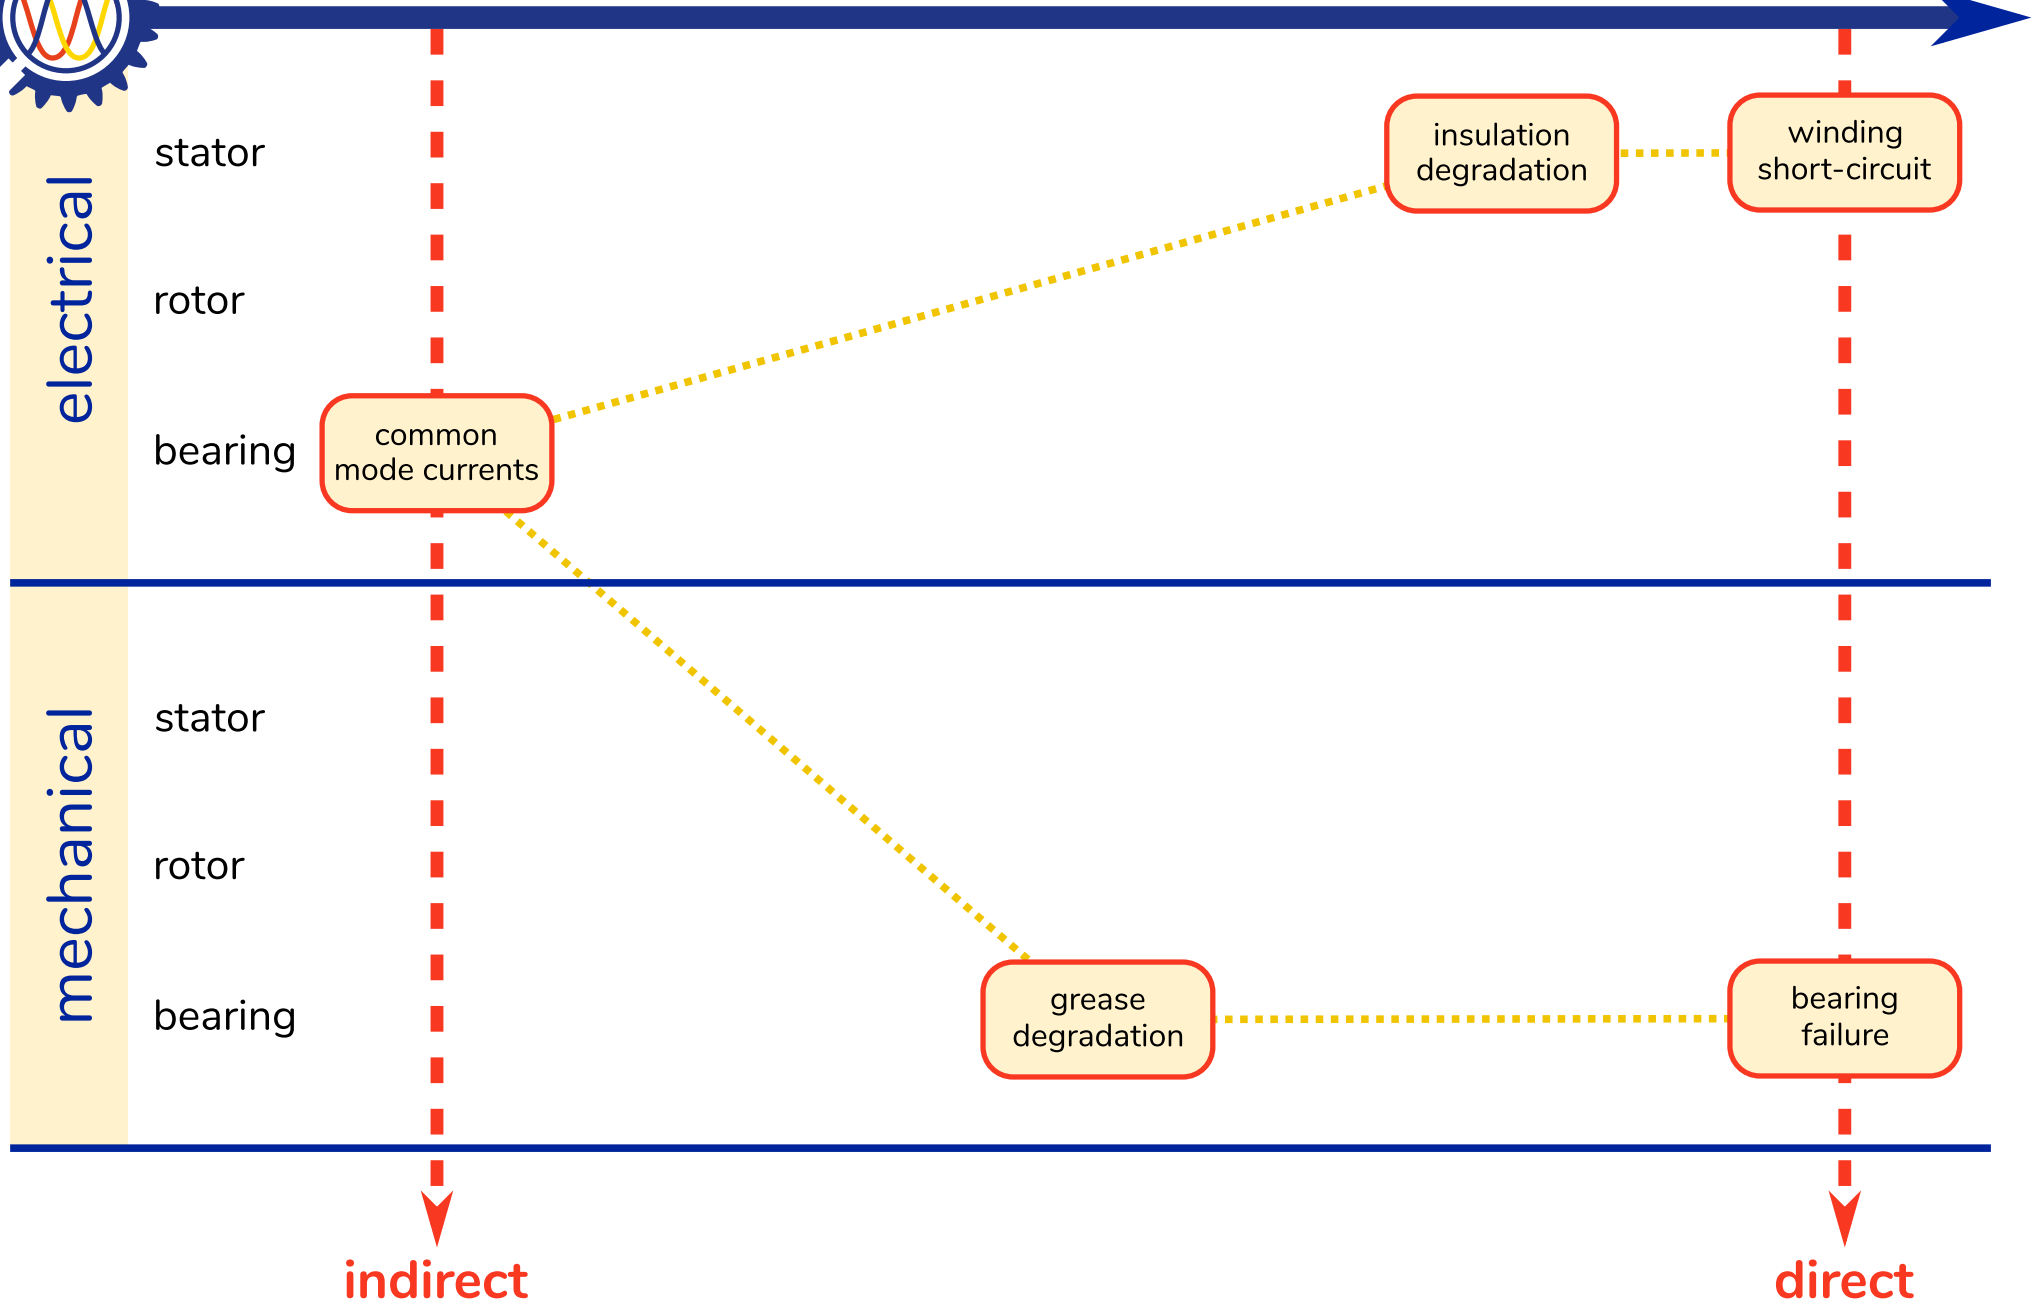 electrical
stator
insulation
degradation
winding
short-circuit
rotor
bearing
common
mode currents
mechanical
stator
rotor
bearing
grease
degradation
bearing
failure
indirect
direct